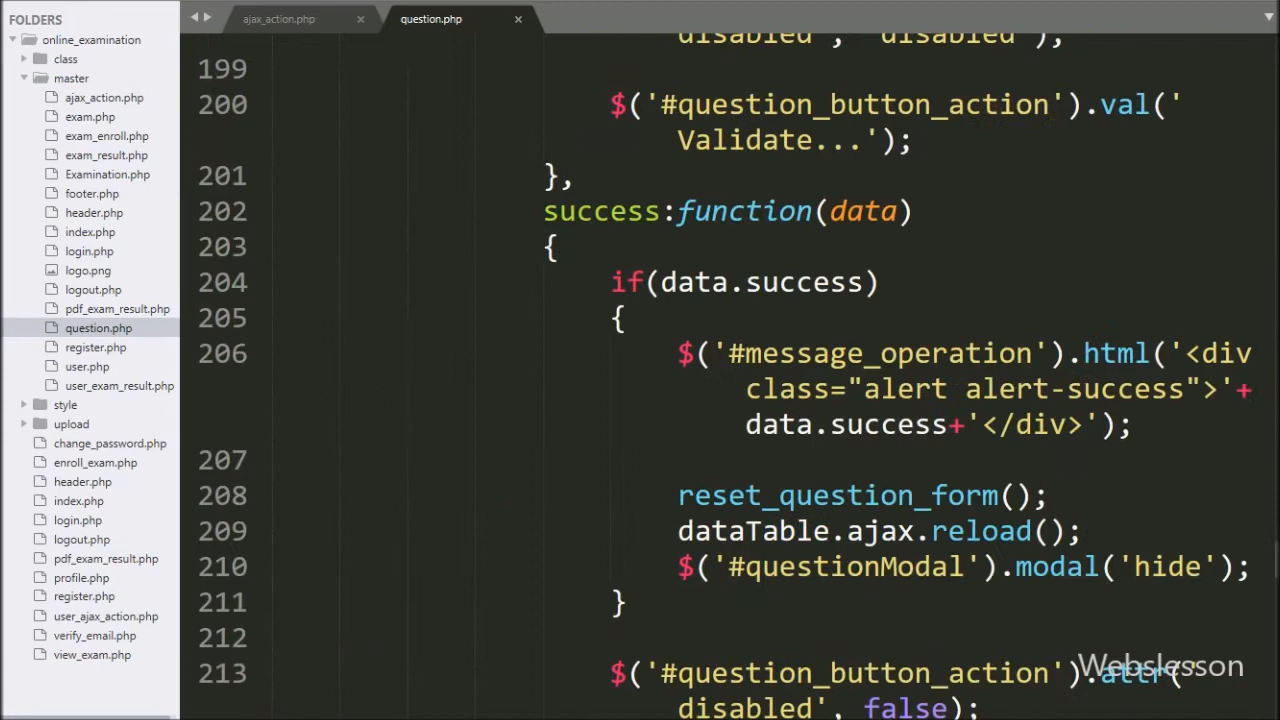 FOLDERS
online_examination
class
master
ajax_action.php
exam.php
exam_enroll.php
exam_result.php
Examination.php
footer.php
header.php
index.php
login.php
logo.png
logout.php
pdf_exam_result.php
question.php
register.php
user.php
user_exam_result.php
style
upload
change_password.php
enroll_exam.php
header.php
index.php
login.php
logout.php
pdf_exam_result.php
profile.php
register.php
user_ajax_action.php
verify_email.php
view_exam.php
ajax_action.php ×
question.php ×
disabled', 'disabled');
199
200 $('#question_button_action').val('
Validate...');
201 },
202 success:function(data)
203 {
204 if(data.success)
205 {
206 $('#message_operation').html('<div
class="alert alert-success">'+
data.success+'</div>');
207
208 reset_question_form();
209 dataTable.ajax.reload();
210 $('#questionModal').modal('hide');
211 }
212
213 $('#question_button_action').attr('
disabled', false);
Webslesson